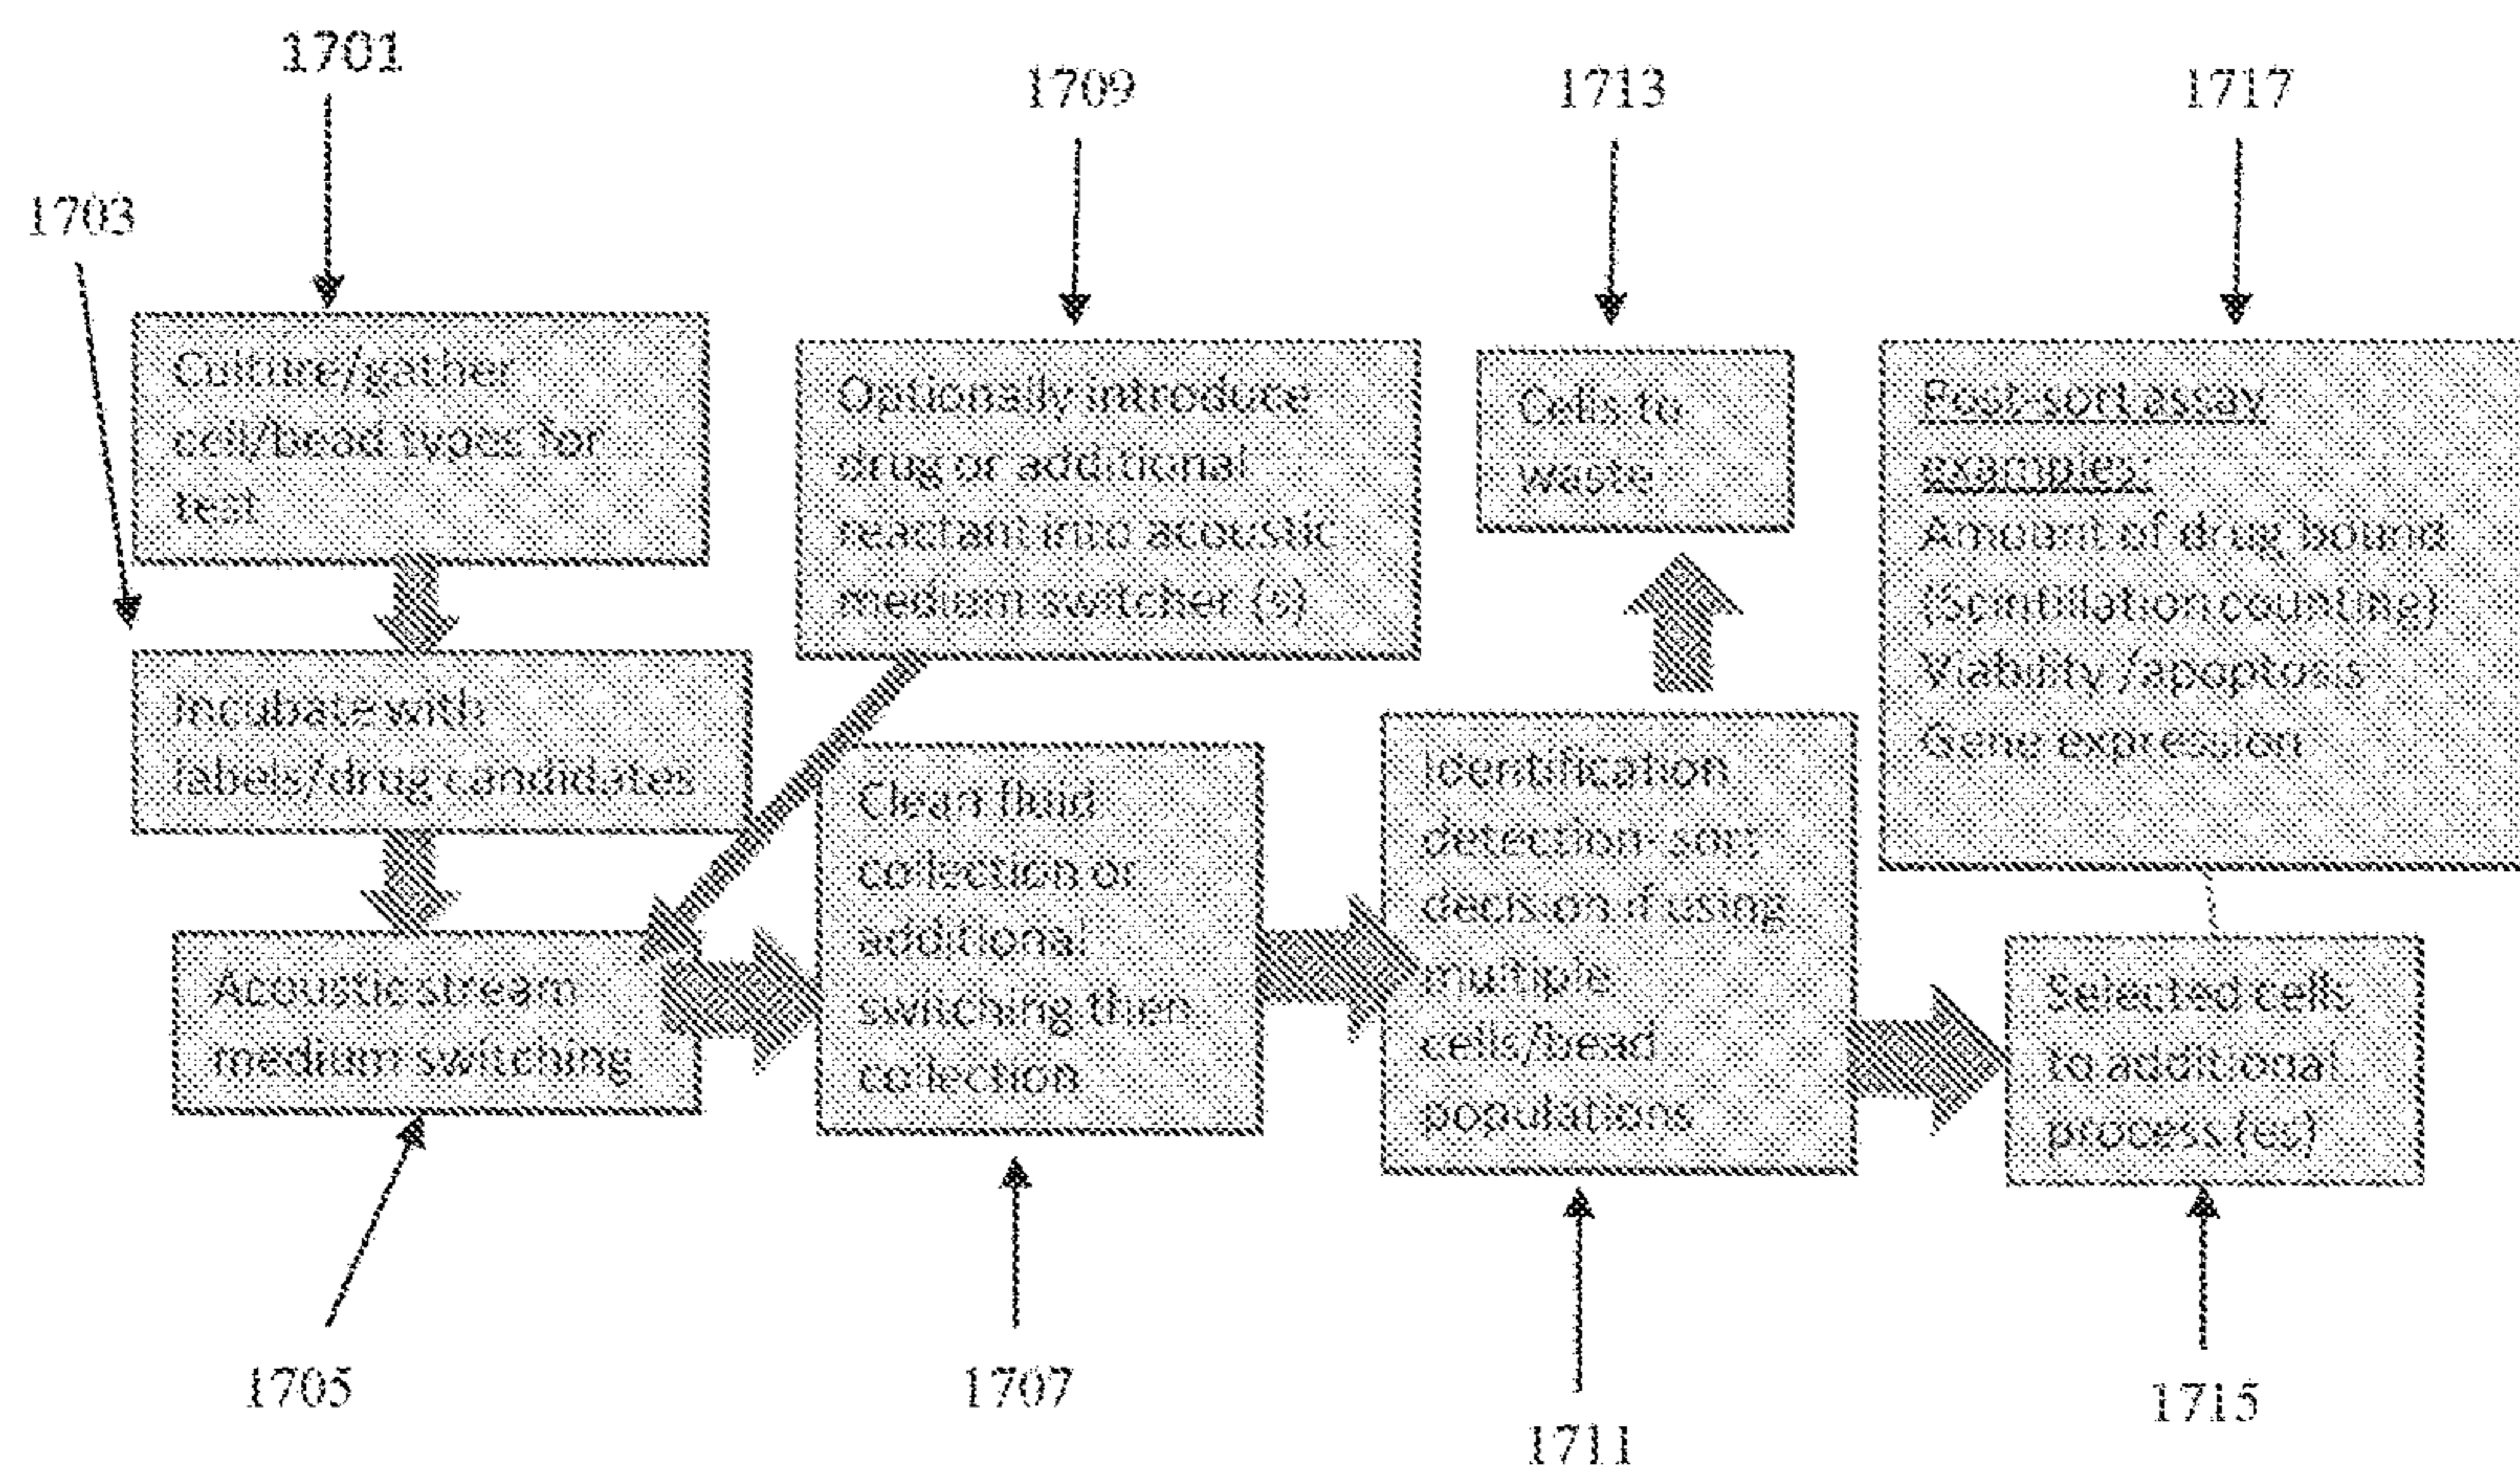 1701
1703
Culture/gather
cell/bead types for
test
Incubate with
labels/drug candidates
Acoustic stream
medium switching
1705
1709
Optionally introduce
drug or additional
reactant into acoustic
medium switcher (s)
Clean fluid
collection or
additional
switching then
collection
1707
1713
Cells to
waste
Identification
detection- sort
decision if using
multiple
cells/bead
populations
1711
1717
Post-sort assay
examples:
Amount of drug bound
(Scintillation counting)
Viability /apoptosis
Gene expression
Selected cells
to additional
process (es)
1715